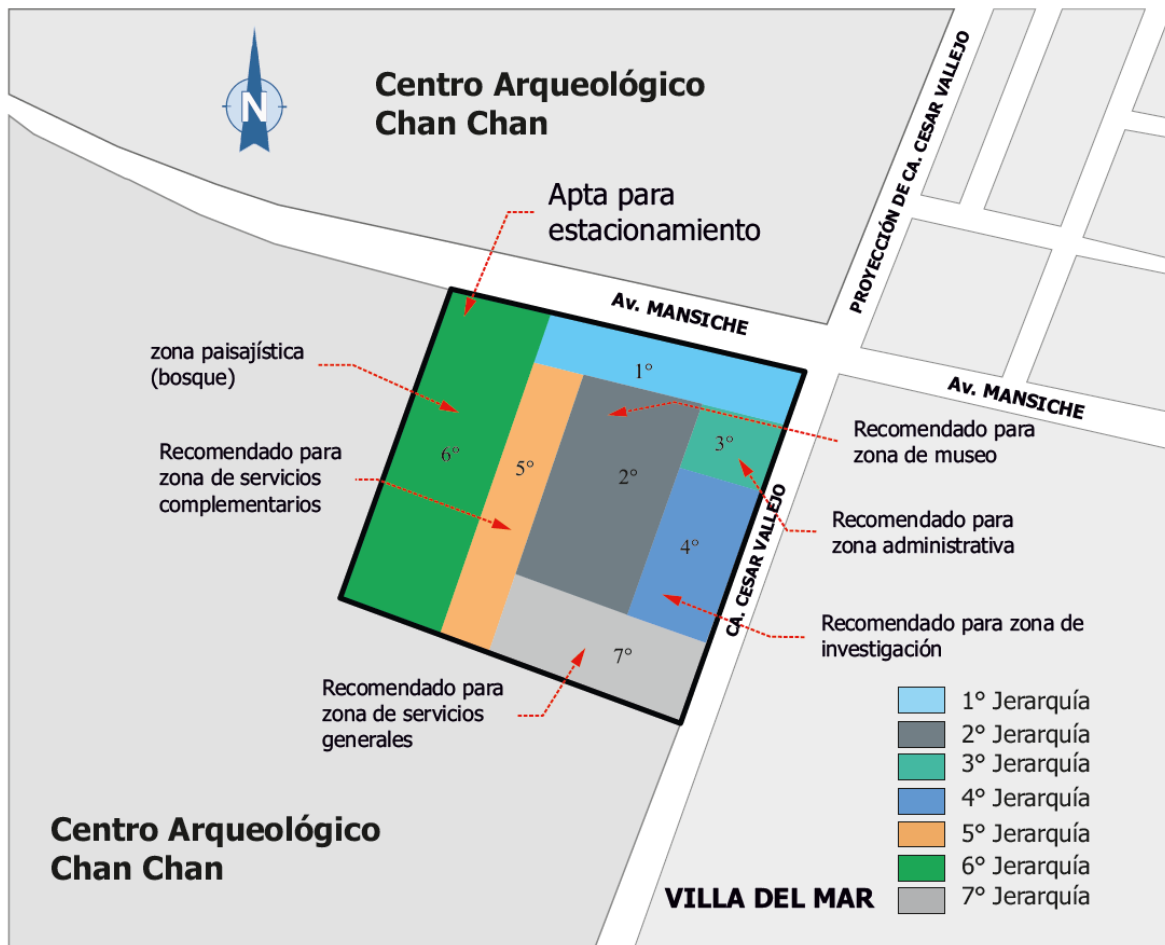 Centro Arqueológico
Chan Chan
N
PROYECCIÓN DE CA. CESAR VALLEJO
Apta para
estacionamiento
Av. MANSICHE
zona paisajística
(bosque)
1°
Av. MANSICHE
Recomendado para
zona de museo
3°
Recomendado para
zona de servicios
complementarios
6°
5°
2°
Recomendado para
zona administrativa
4°
CA. CESAR VALLEJO
Recomendado para zona de
investigación
7°
Recomendado para
zona de servicios
generales
1° Jerarquía
2° Jerarquía
3° Jerarquía
4° Jerarquía
5° Jerarquía
6° Jerarquía
7° Jerarquía
Centro Arqueológico
Chan Chan
VILLA DEL MAR